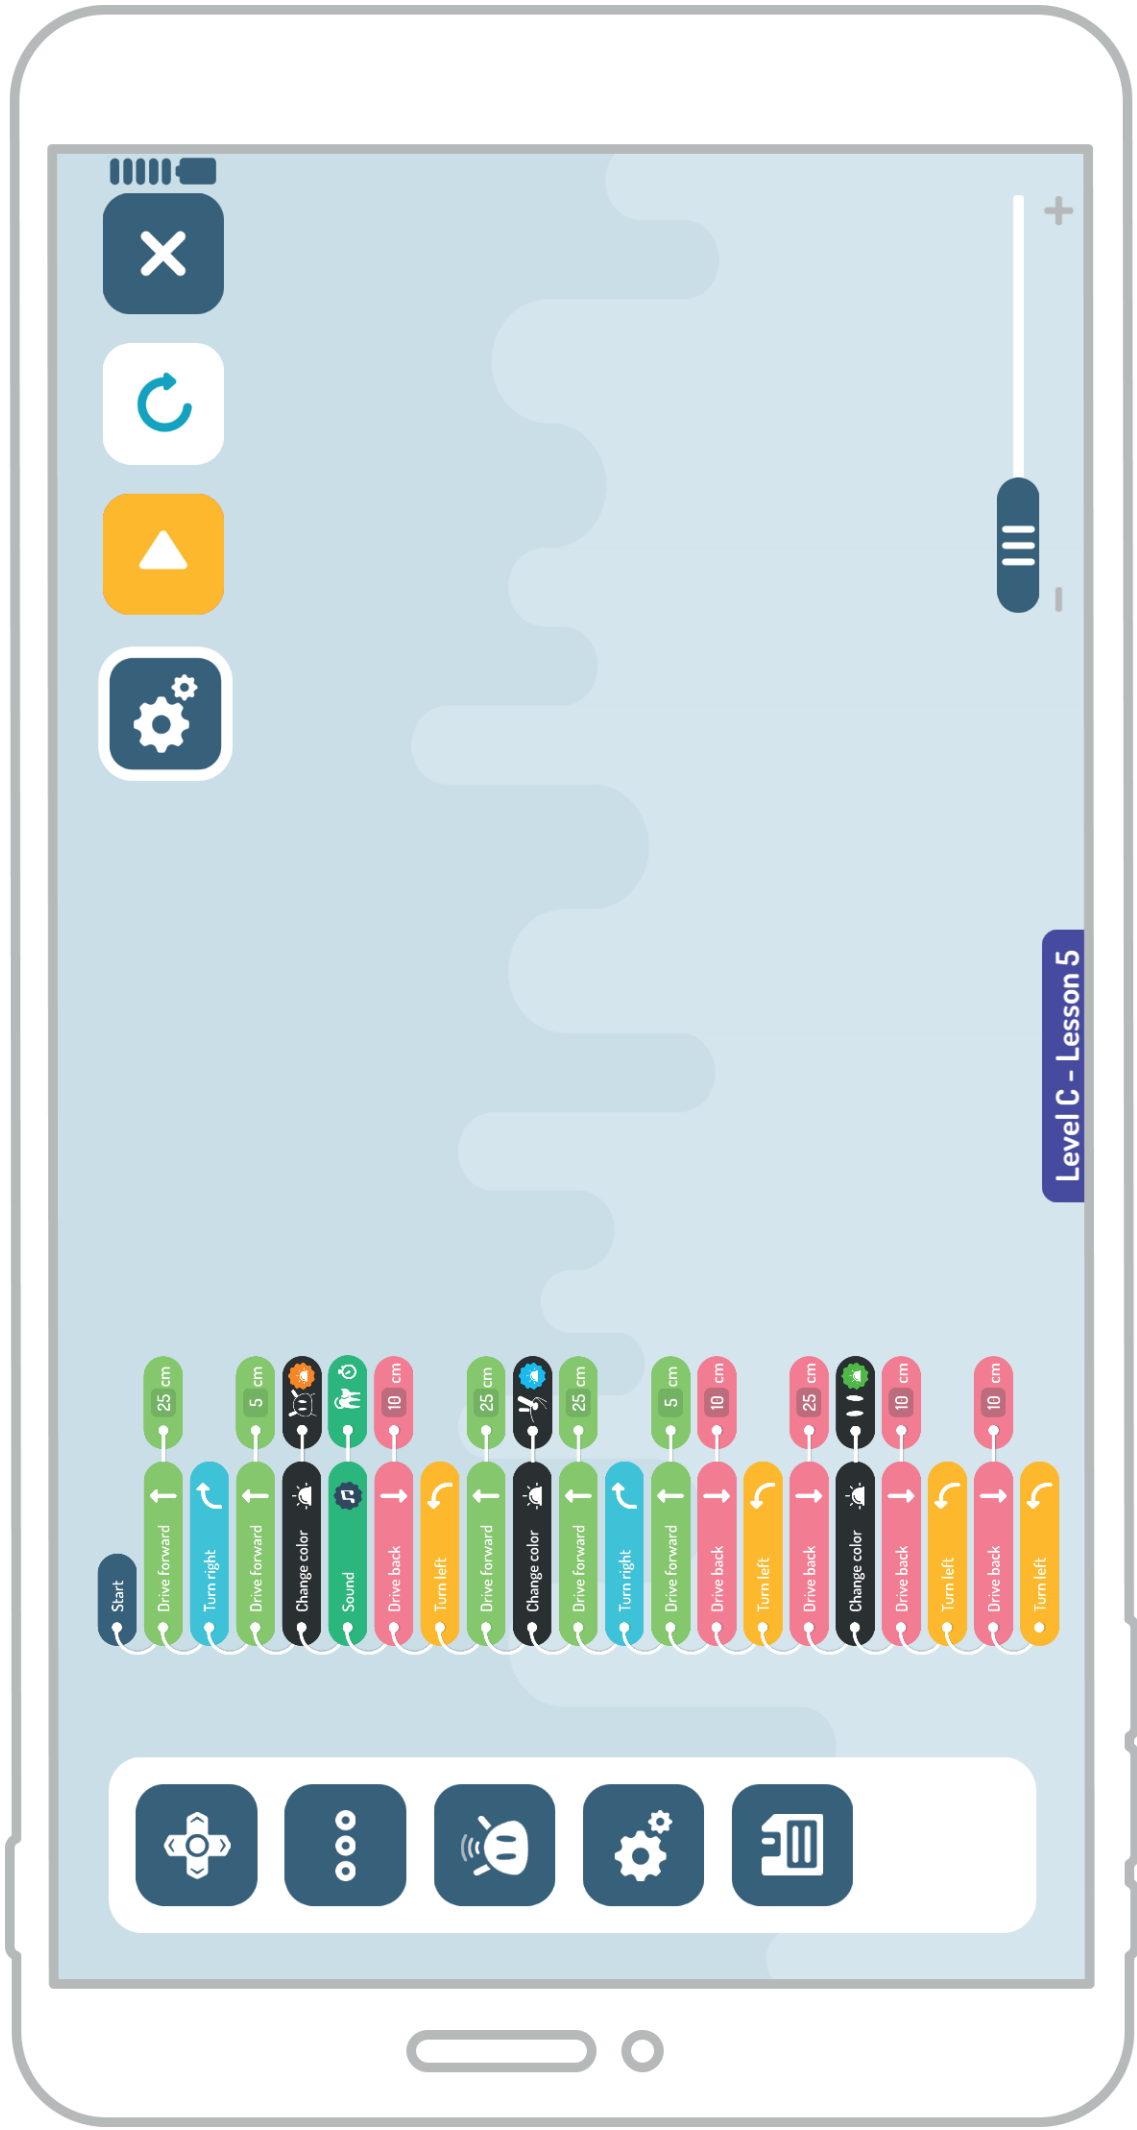 Start
Drive forward 25 cm
Turn right
Drive forward 5 cm
Change color
Sound
Drive back 10 cm
Turn left
Drive forward 25 cm
Change color
Drive forward 25 cm
Turn right
Drive forward 5 cm
Drive back 10 cm
Turn left
Drive back 25 cm
Change color
Drive back 10 cm
Turn left
Drive back 10 cm
Turn left
Level C - Lesson 5